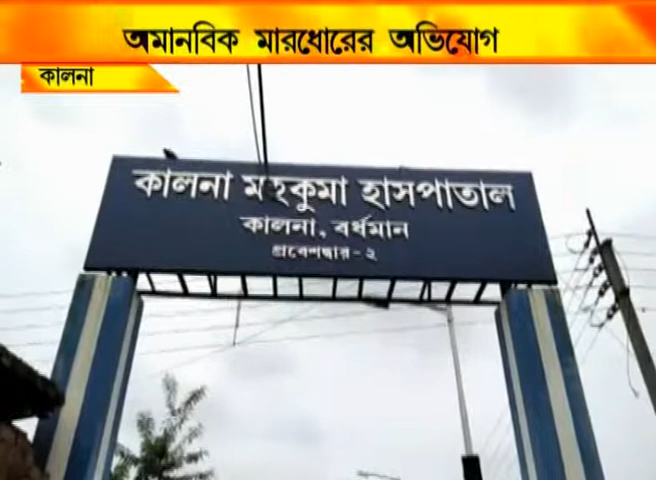 অমানবিক মারধোরের অভিযোগ
কালনা
কালনা মহকুমা হাসপাতাল
কালনা, বর্ধমান
প্রবেশদ্বার - ২